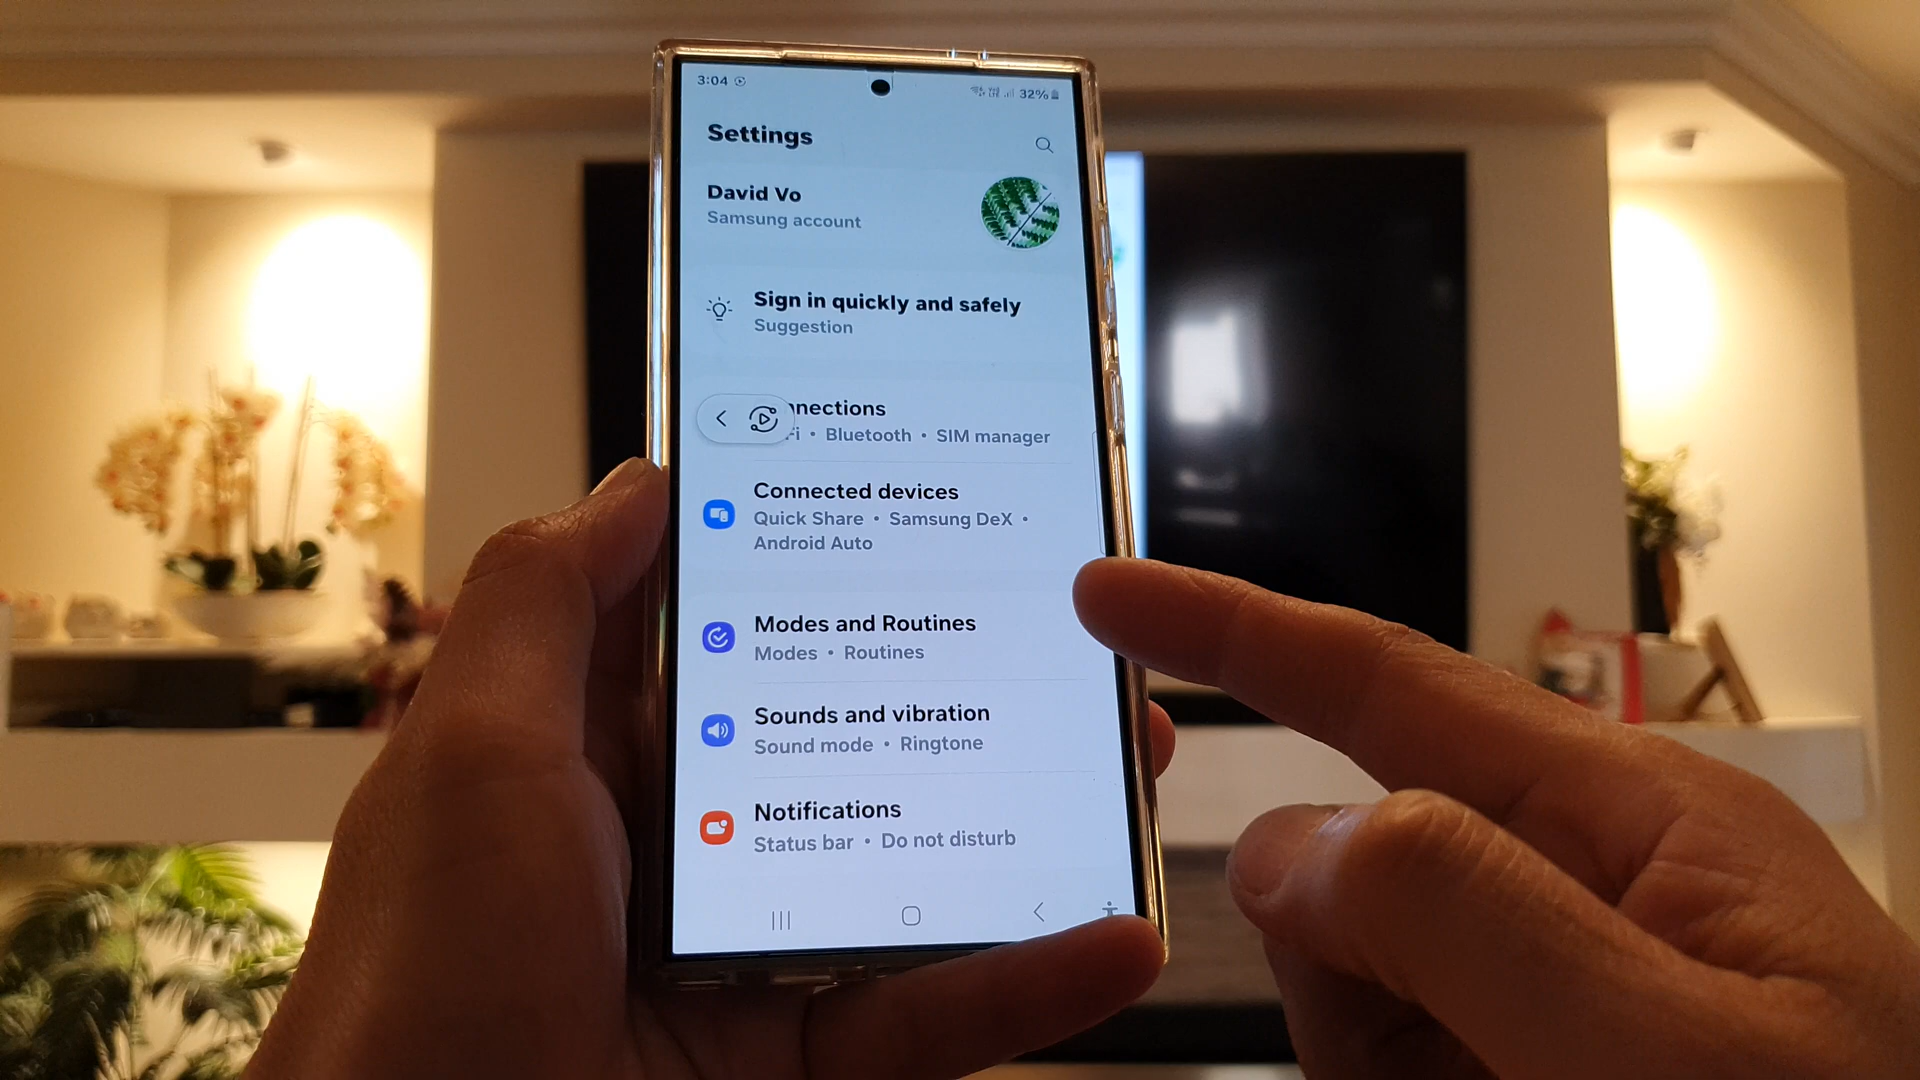 3:04
32%
Settings
David Vo
Samsung account
Sign in quickly and safely
Suggestion
nnections
Fi • Bluetooth • SIM manager
Connected devices
Quick Share • Samsung DeX •
Android Auto
Modes and Routines
Modes • Routines
Sounds and vibration
Sound mode • Ringtone
Notifications
Status bar • Do not disturb